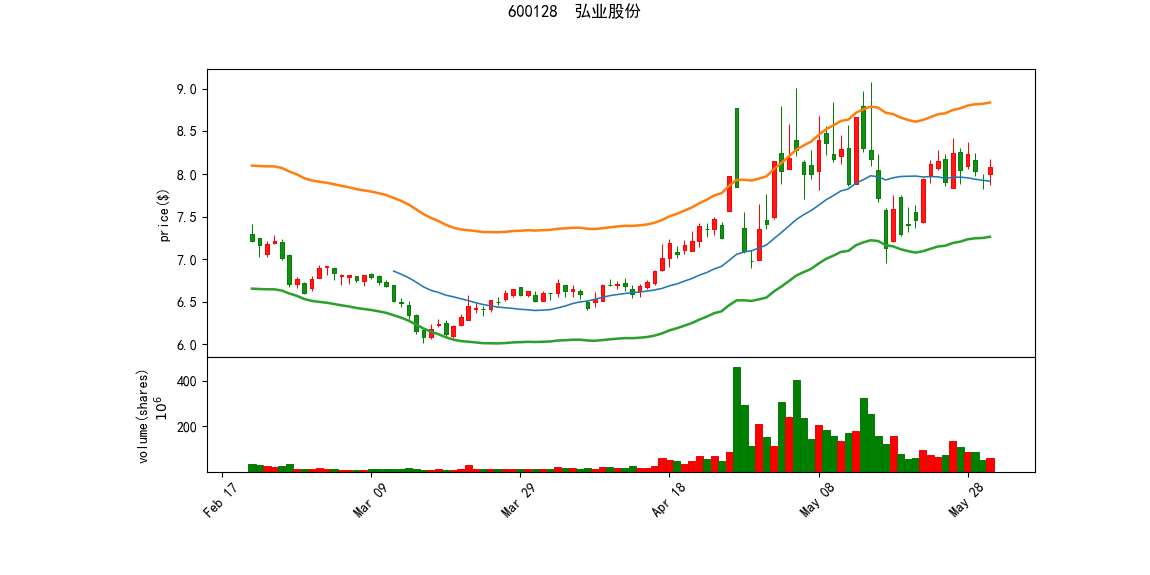 600128 弘业股份
price($)
9.0
8.5
8.0
7.5
7.0
6.5
6.0
volume(shares)
10^6
400
200
Feb 17
Mar 09
Mar 29
Apr 18
May 08
May 28